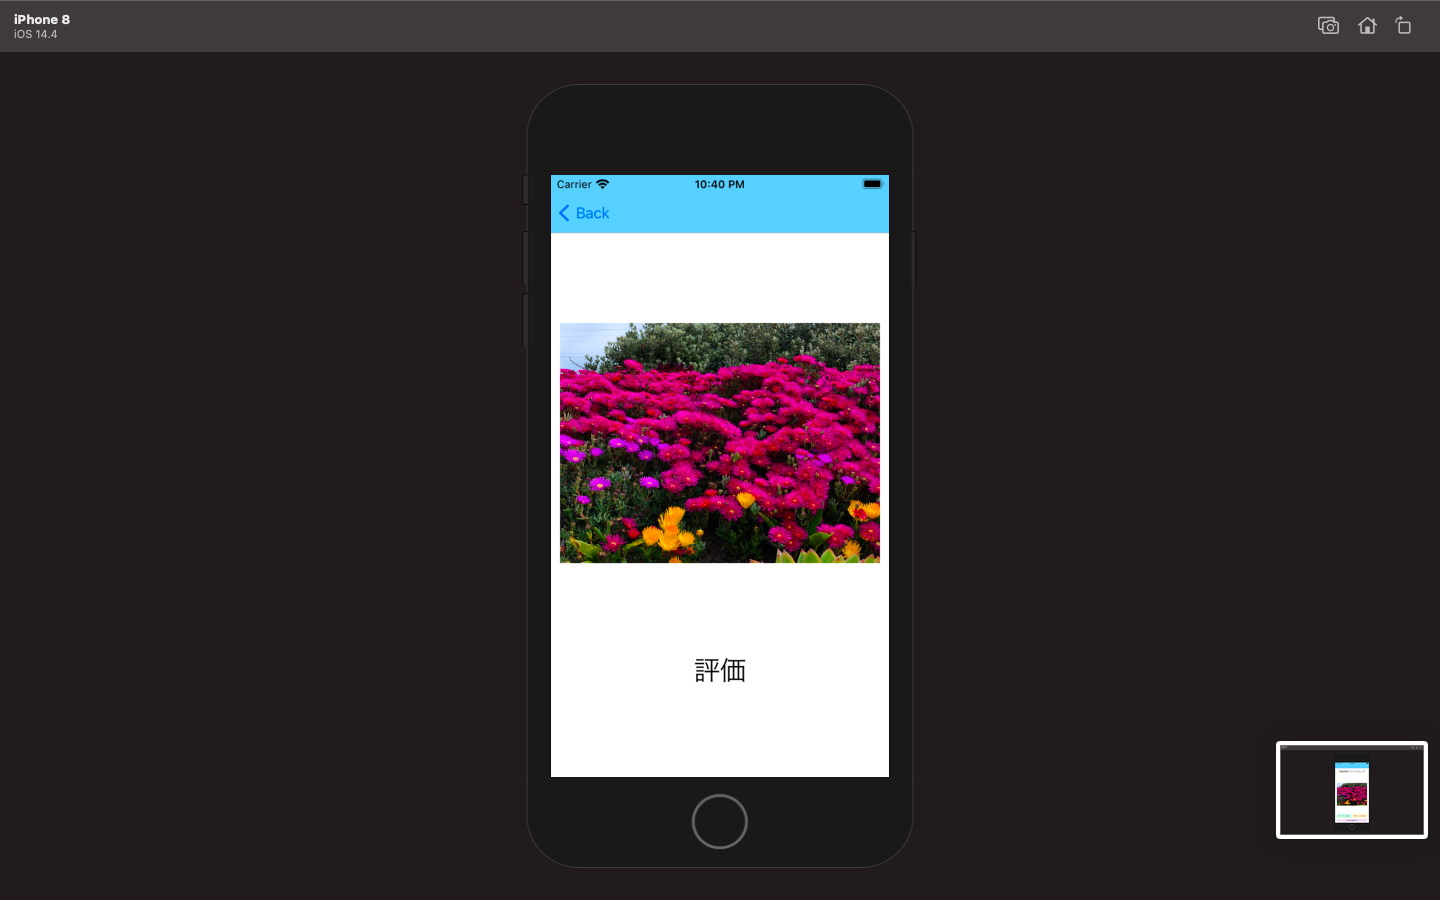 iPhone 8
iOS 14.4
Carrier 10:40 PM
Back
評価